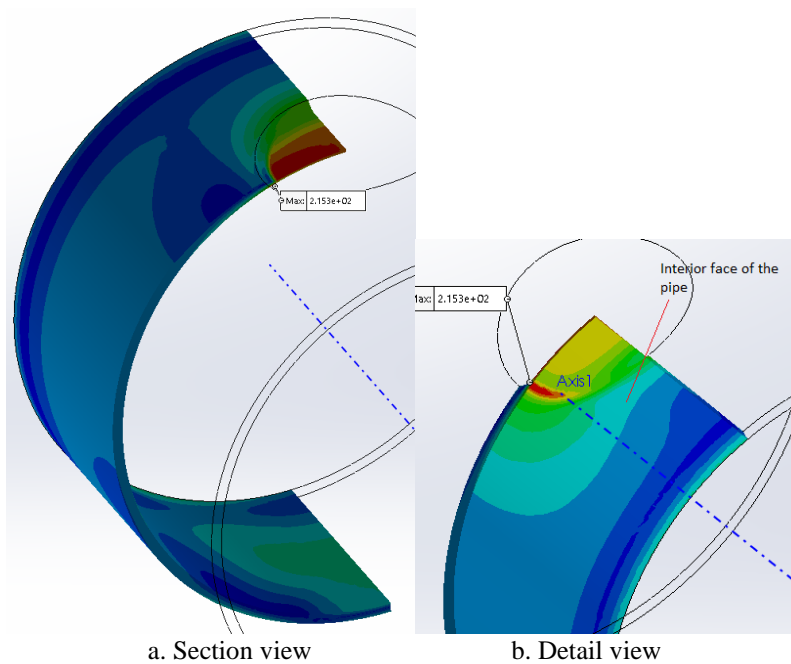 Max: 2.153e+02
Interior face of the
pipe
Max: 2.153e+02
Axis1
a. Section view
b. Detail view